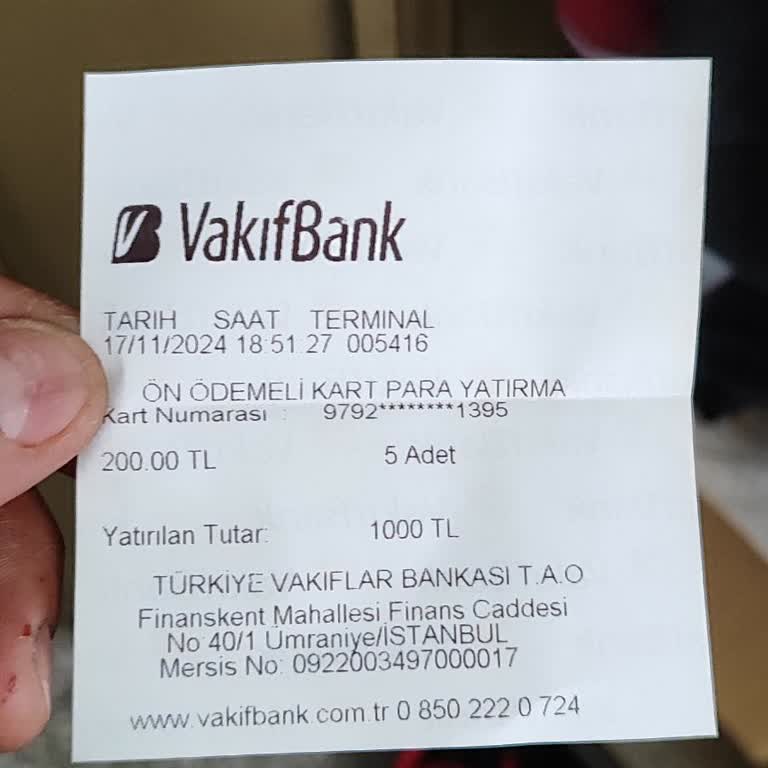 VakıfBank
TARIH SAAT TERMINAL
17/11/2024 18:51:27 005416
ÖN ÖDEMELİ KART PARA YATIRMA
Kart Numarası : 9792********1395
200.00 TL 5 Adet
Yatırılan Tutar: 1000 TL
TÜRKİYE VAKIFLAR BANKASI T.A.O
Finanskent Mahallesi Finans Caddesi
No:40/1 Ümraniye/İSTANBUL
Mersis No: 0922003497000017
www.vakifbank.com.tr 0 850 222 0 724